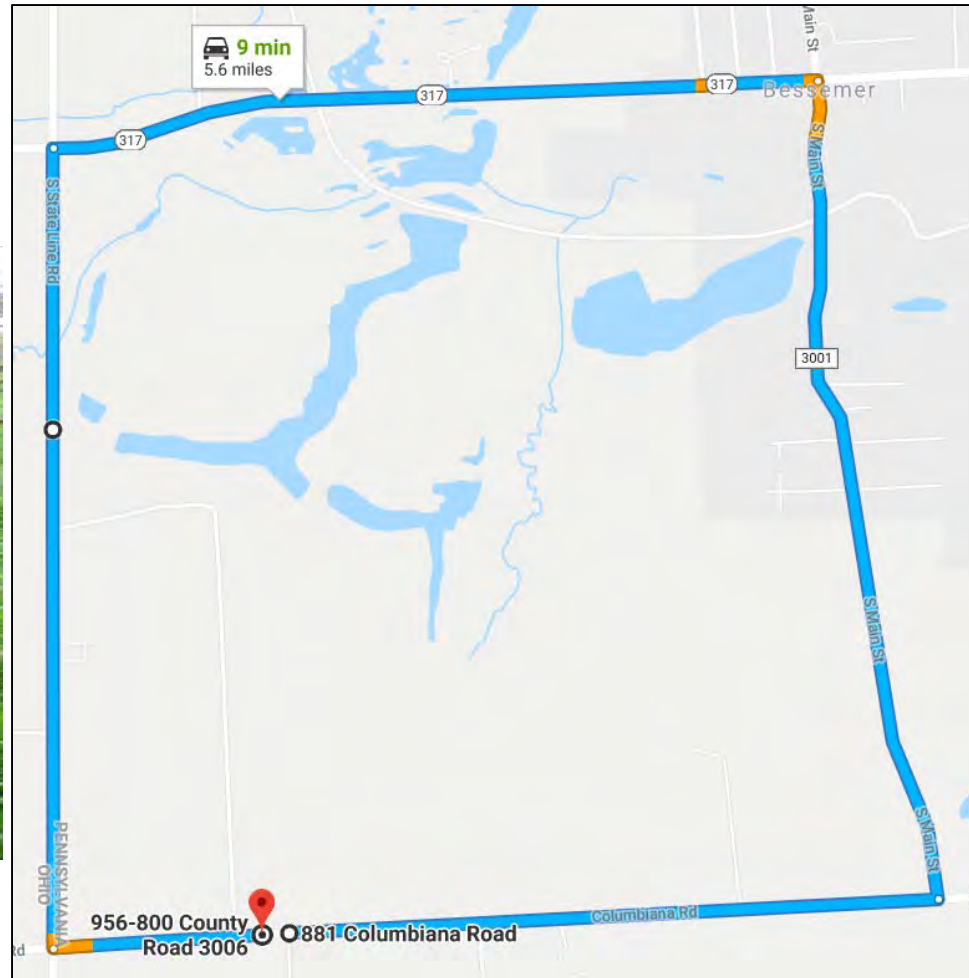 Main St
9 min
5.6 miles
317
317
317
Bessemer
S Main St
S State Line Rd
3001
S Main St
S Main St
PENNSYLVANIA
OHIO
956-800 County
Road 3006
881 Columbiana Road
Columbiana Rd
Rd